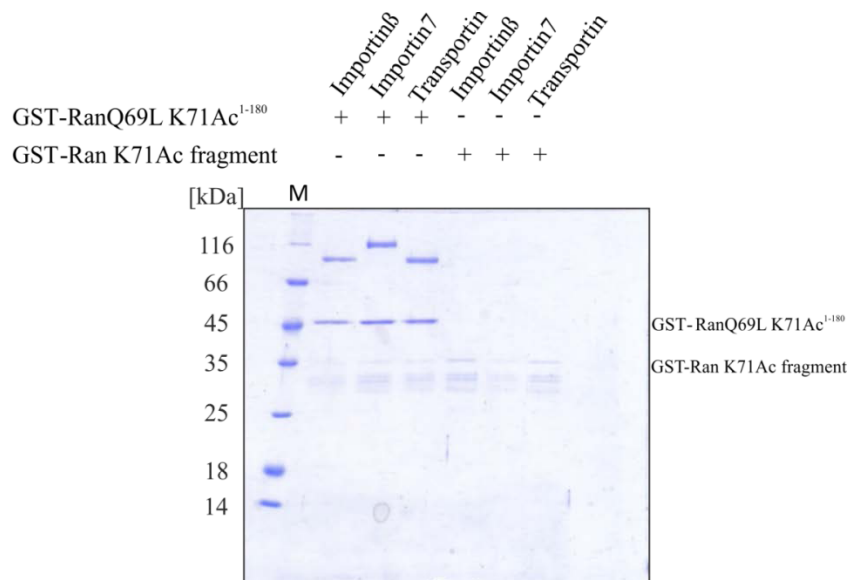 Importinß Importin7 Transportin Importinß Importin7 Transportin
GST-RanQ69L K71Ac¹⁻¹⁸⁰ + + + - - -
GST-Ran K71Ac fragment - - - + + +
[kDa] M
116
66
45 GST-RanQ69L K71Ac¹⁻¹⁸⁰
35 GST-Ran K71Ac fragment
25
18
14